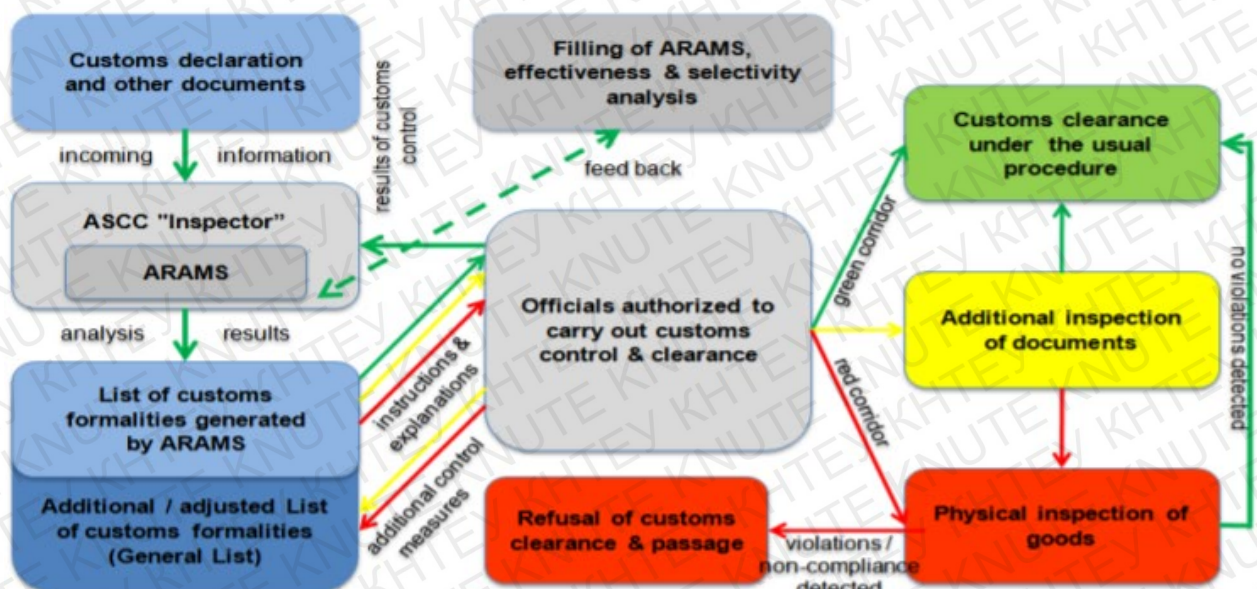 Customs declaration
and other documents
incoming information
ASCC "Inspector"
ARAMS
analysis results
List of customs
formalities generated
by ARAMS
Additional / adjusted List
of customs formalities
(General List)
results of customs
control
Filling of ARAMS,
effectiveness & selectivity
analysis
feed back
instructions &
explanations
additional control
measures
Officials authorized to
carry out customs
control & clearance
green corridor
red corridor
Customs clearance
under the usual
procedure
Additional inspection
of documents
Physical inspection of
goods
no violations detected
violations /
non-compliance
detected
Refusal of customs
clearance & passage
KNUTE KHTEY